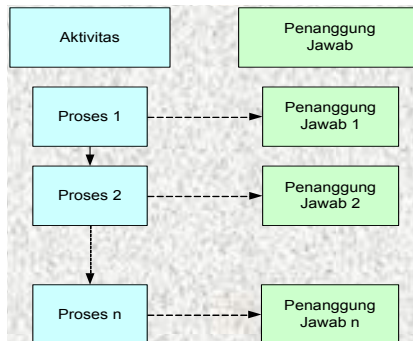 Aktivitas
Penanggung
Jawab
Proses 1
Penanggung
Jawab 1
Proses 2
Penanggung
Jawab 2
Proses n
Penanggung
Jawab n